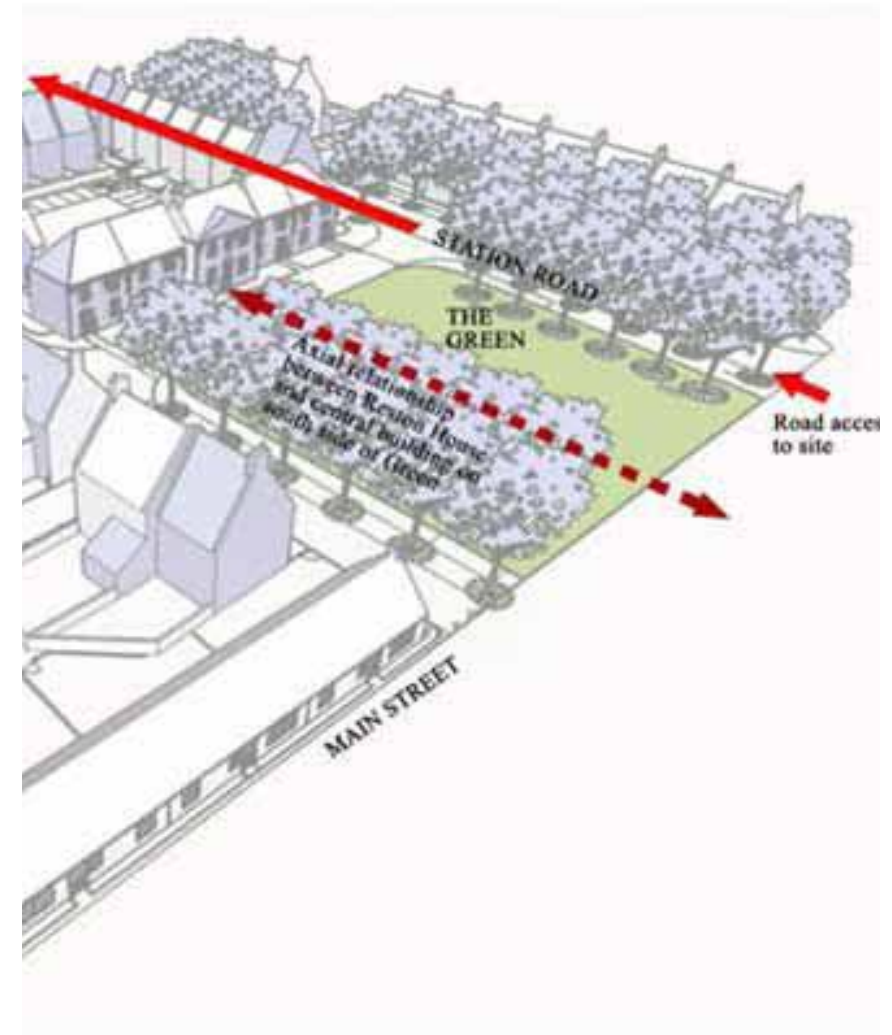 STATION ROAD
THE
GREEN
Axial relationship
between Reuson House
and central building on
south side of Green
Road acces
to site
MAIN STREET